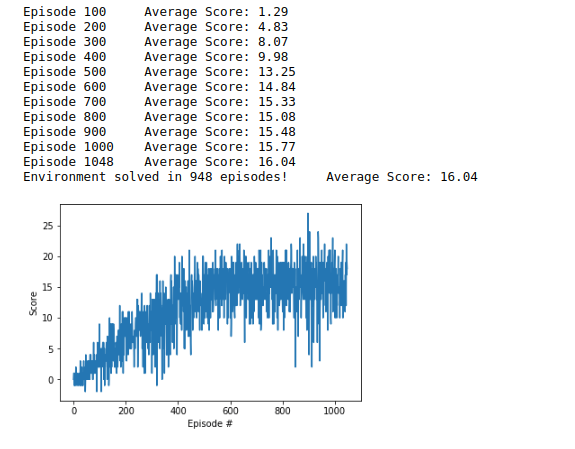 Episode 100 Average Score: 1.29
Episode 200 Average Score: 4.83
Episode 300 Average Score: 8.07
Episode 400 Average Score: 9.98
Episode 500 Average Score: 13.25
Episode 600 Average Score: 14.84
Episode 700 Average Score: 15.33
Episode 800 Average Score: 15.08
Episode 900 Average Score: 15.48
Episode 1000 Average Score: 15.77
Episode 1048 Average Score: 16.04
Environment solved in 948 episodes! Average Score: 16.04
25
20
15
10
5
0
Score
0 200 400 600 800 1000
Episode #